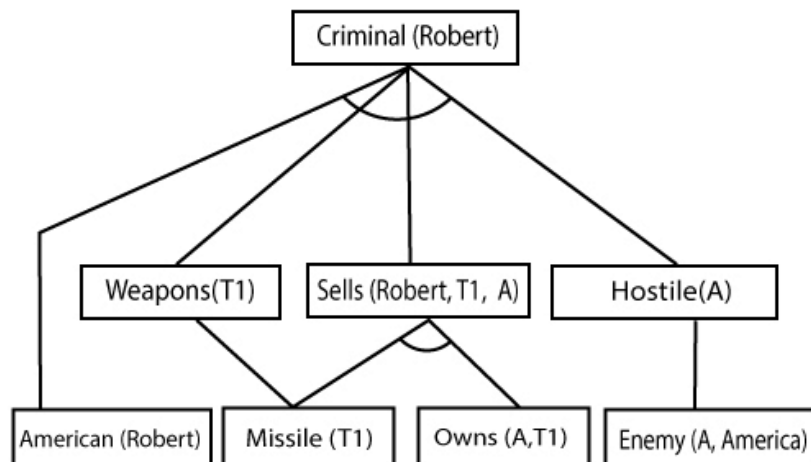 Criminal (Robert)
Weapons(T1)
Sells (Robert, T1, A)
Hostile(A)
American (Robert)
Missile (T1)
Owns (A,T1)
Enemy (A, America)